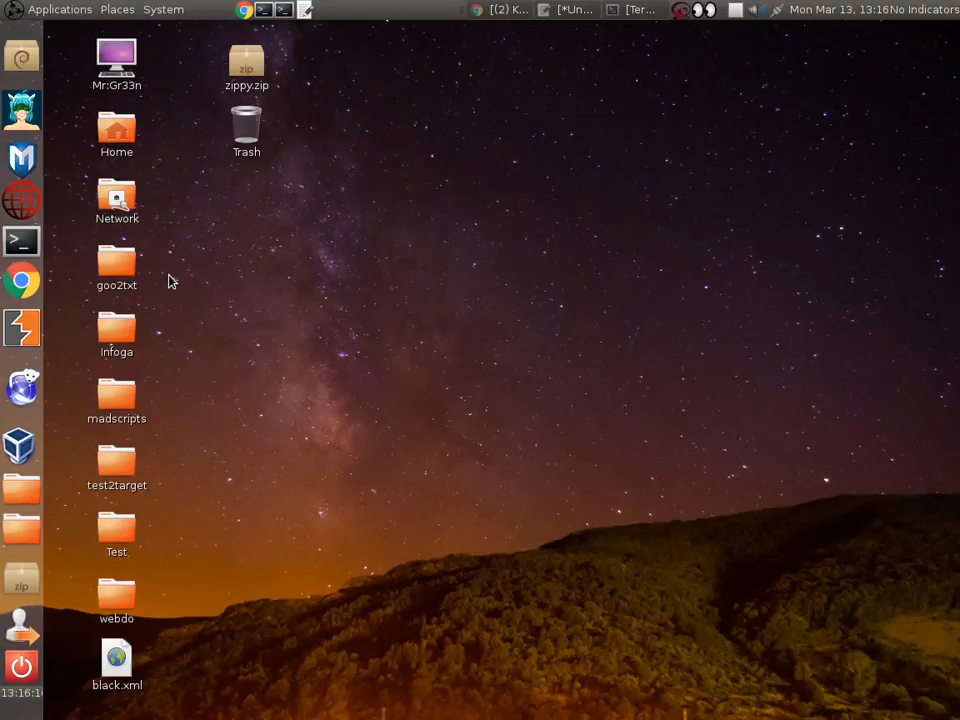 Applications Places System
[(2) K...
[*Un...
[Ter...
Mon Mar 13, 13:16
No Indicators
Mr:Gr33n
zip
zippy.zip
Home
Trash
Network
goo2txt
Infoga
madscripts
test2target
Test
webdo
black.xml
zip
13:16:1